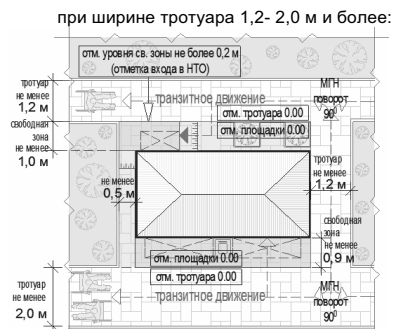 при ширине тротуара 1,2- 2,0 м и более:
отм. уровня св. зоны не более 0,2 м
(отметка входа в НТО)
тротуар
не менее
1,2 м
транзитное движение
МГН
поворот
90⁰
отм. тротуара 0.00
отм. площадки 0.00
свободная
зона
не менее
1,0 м
не менее
0,5 м
тротуар
не менее
1,2 м
свободная
зона
не менее
0,9 м
отм. площадки 0.00
отм. тротуара 0.00
тротуар
не менее
2,0 м
транзитное движение
МГН
поворот
90⁰